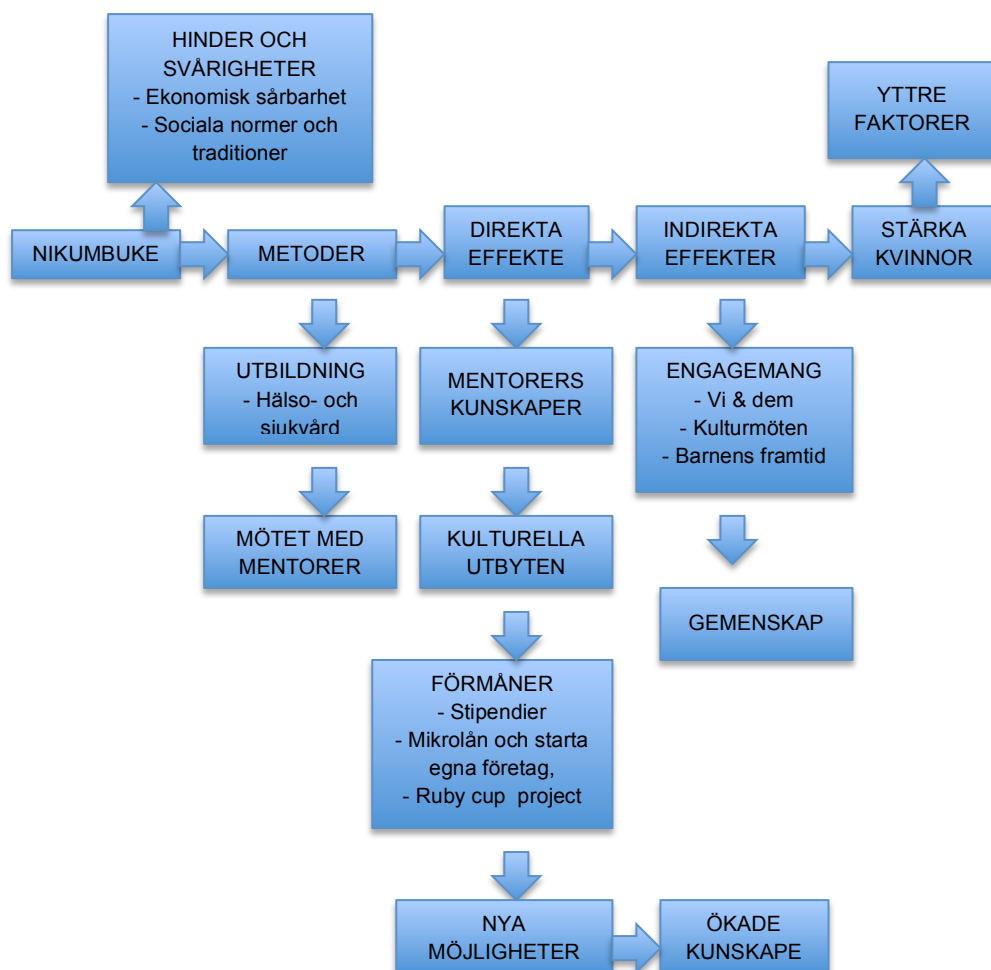 HINDER OCH
SVÅRIGHETER
- Ekonomisk sårbarhet
- Sociala normer och
traditioner
YTTRE
FAKTORER
NIKUMBUKE
METODER
DIREKTA
EFFEKTE
INDIREKTA
EFFEKTER
STÄRKA
KVINNOR
UTBILDNING
- Hälso- och
sjukvård
MENTORERS
KUNSKAPER
ENGAGEMANG
- Vi & dem
- Kulturmöten
- Barnens framtid
MÖTET MED
MENTORER
KULTURELLA
UTBYTEN
GEMENSKAP
FÖRMÅNER
- Stipendier
- Mikrolån och starta
egna företag,
- Ruby cup project
NYA
MÖJLIGHETER
ÖKADE
KUNSKAPE